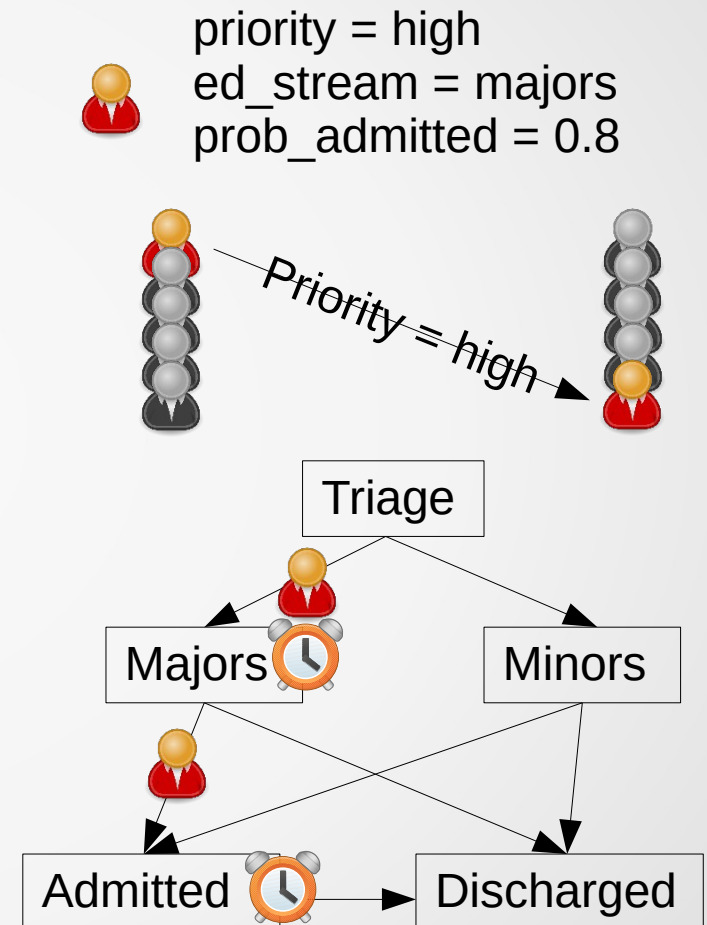 priority = high
ed_stream = majors
prob_admitted = 0.8
Priority = high
Triage
Majors
Minors
Admitted
Discharged